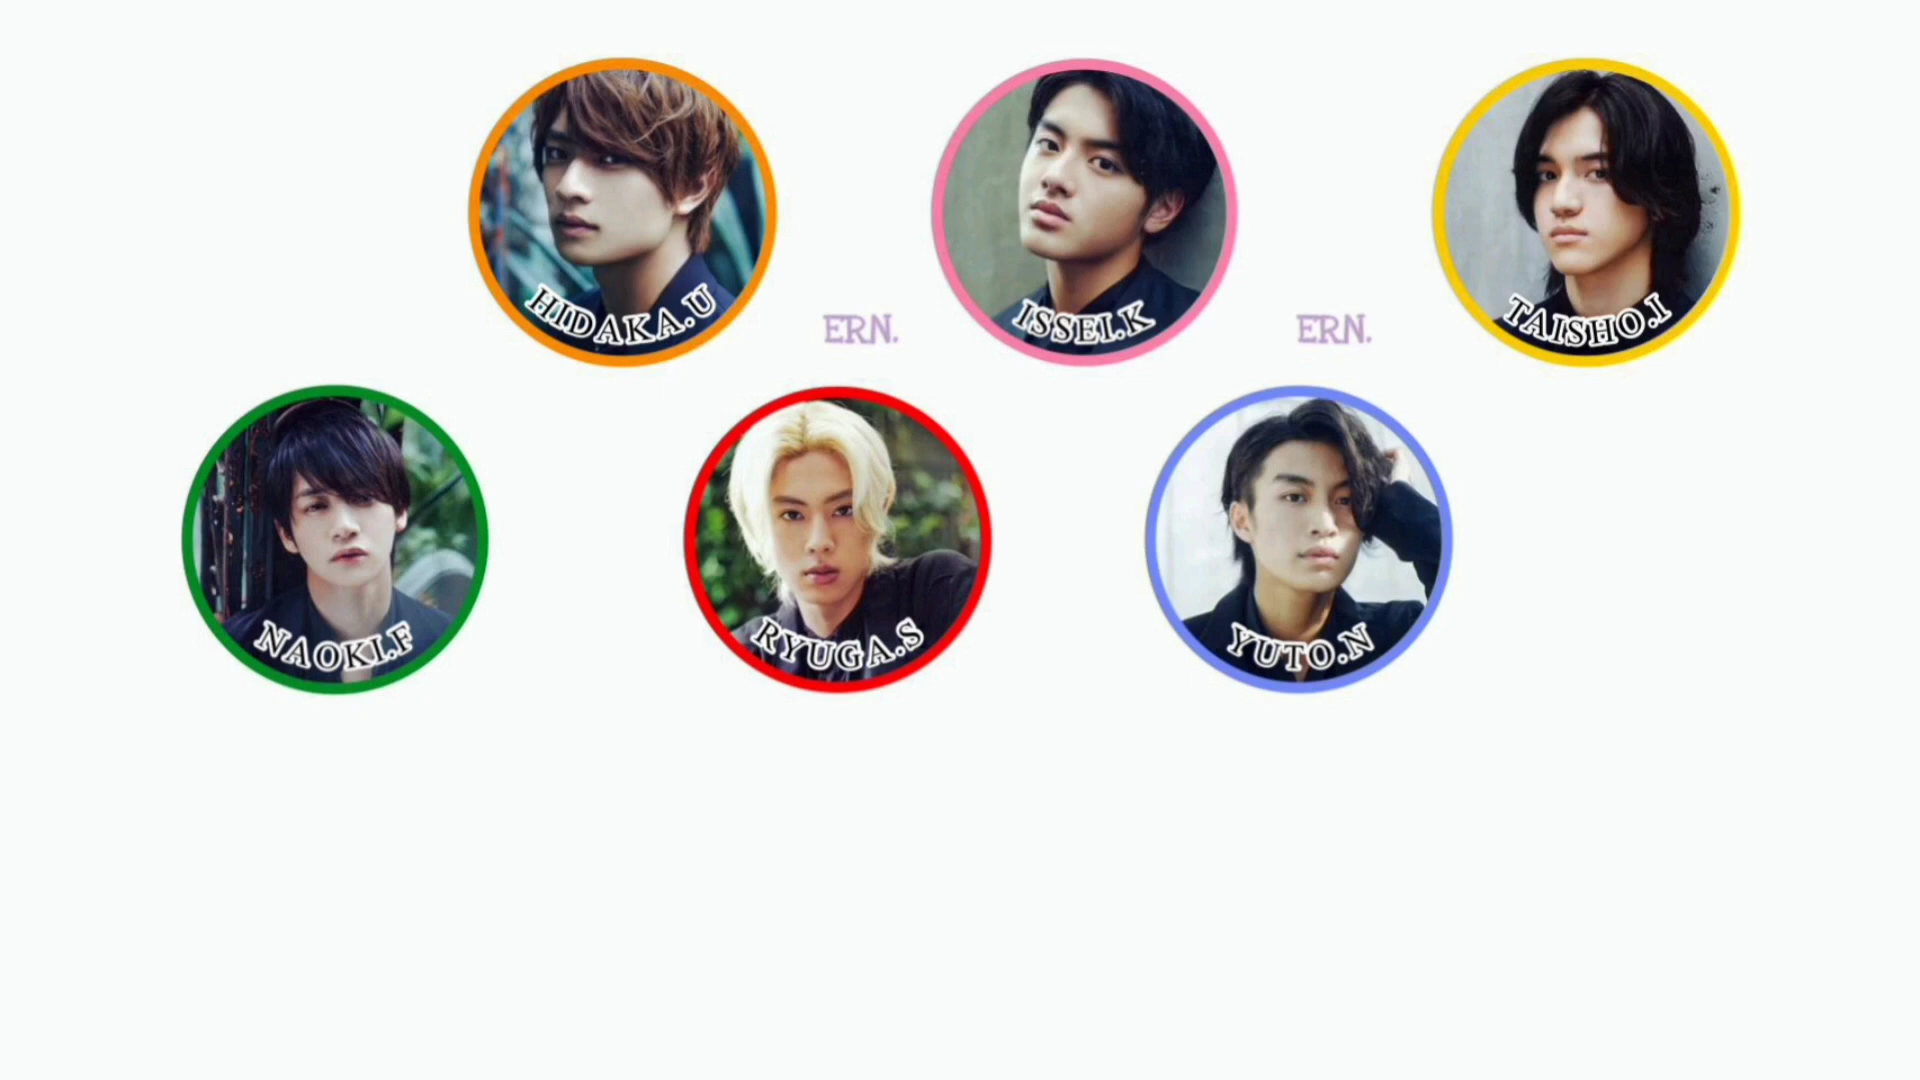 HIDAKA.U
ISSEI.K
TAISHO.I
ERN.
ERN.
NAOKI.F
RYUGA.S
YUTO.N